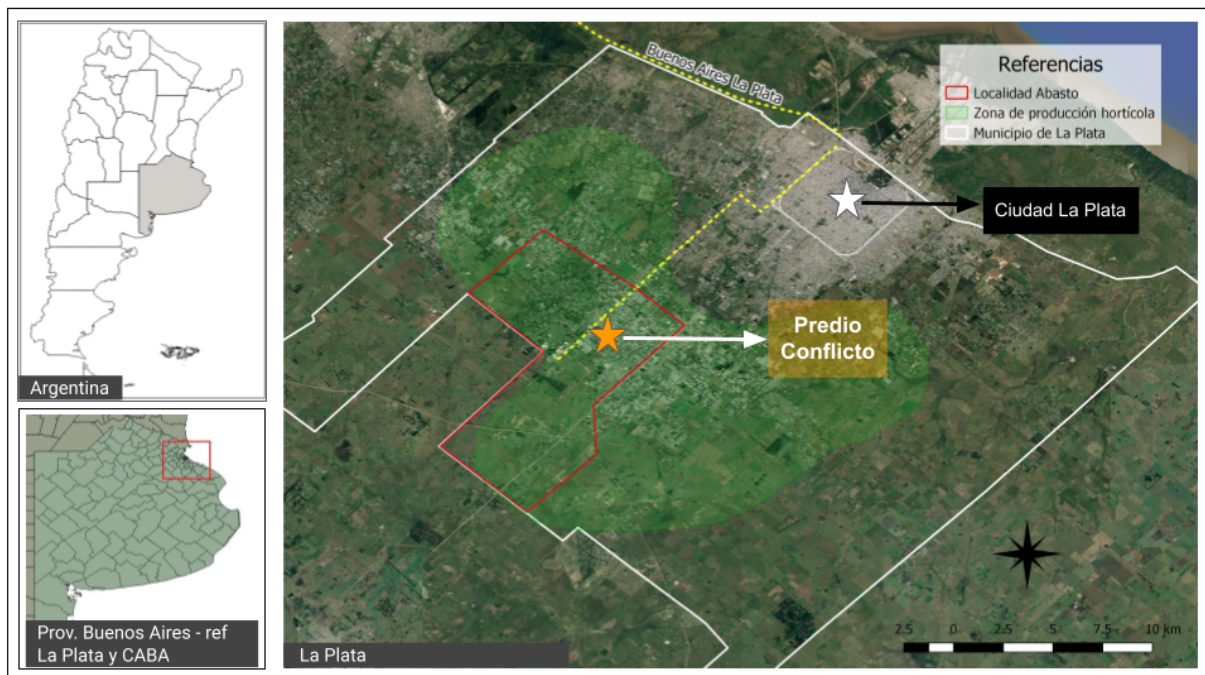 Argentina
Prov. Buenos Aires - ref
La Plata y CABA
Buenos Aires La Plata
Referencias
Localidad Abasto
Zona de producción hortícola
Municipio de La Plata
Ciudad La Plata
Predio
Conflicto
2.5 0 2.5 5 7.5 10 km
La Plata